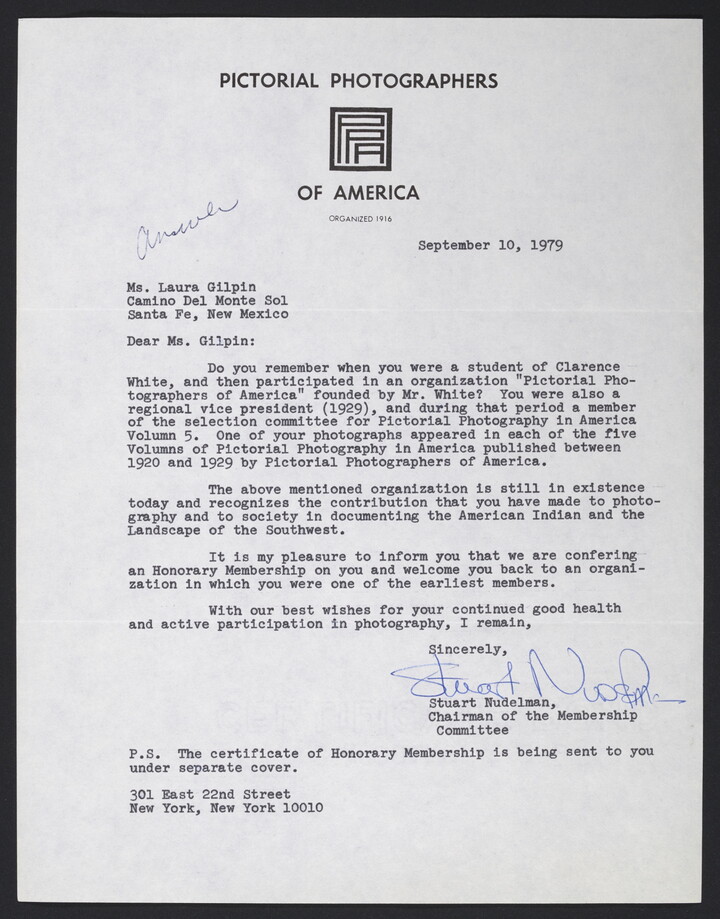 PICTORIAL PHOTOGRAPHERS
PPA
OF AMERICA
ORGANIZED 1916
Answer
September 10, 1979
Ms. Laura Gilpin
Camino Del Monte Sol
Santa Fe, New Mexico
Dear Ms. Gilpin:
Do you remember when you were a student of Clarence
White, and then participated in an organization "Pictorial Pho-
tographers of America" founded by Mr. White? You were also a
regional vice president (1929), and during that period a member
of the selection committee for Pictorial Photography in America
Volumn 5. One of your photographs appeared in each of the five
Volumns of Pictorial Photography in America published between
1920 and 1929 by Pictorial Photographers of America.
The above mentioned organization is still in existence
today and recognizes the contribution that you have made to photo-
graphy and to society in documenting the American Indian and the
Landscape of the Southwest.
It is my pleasure to inform you that we are confering
an Honorary Membership on you and welcome you back to an organi-
zation in which you were one of the earliest members.
With our best wishes for your continued good health
and active participation in photography, I remain,
Sincerely,
Stuart Nudelman
Stuart Nudelman,
Chairman of the Membership
Committee
P.S. The certificate of Honorary Membership is being sent to you
under separate cover.
301 East 22nd Street
New York, New York 10010